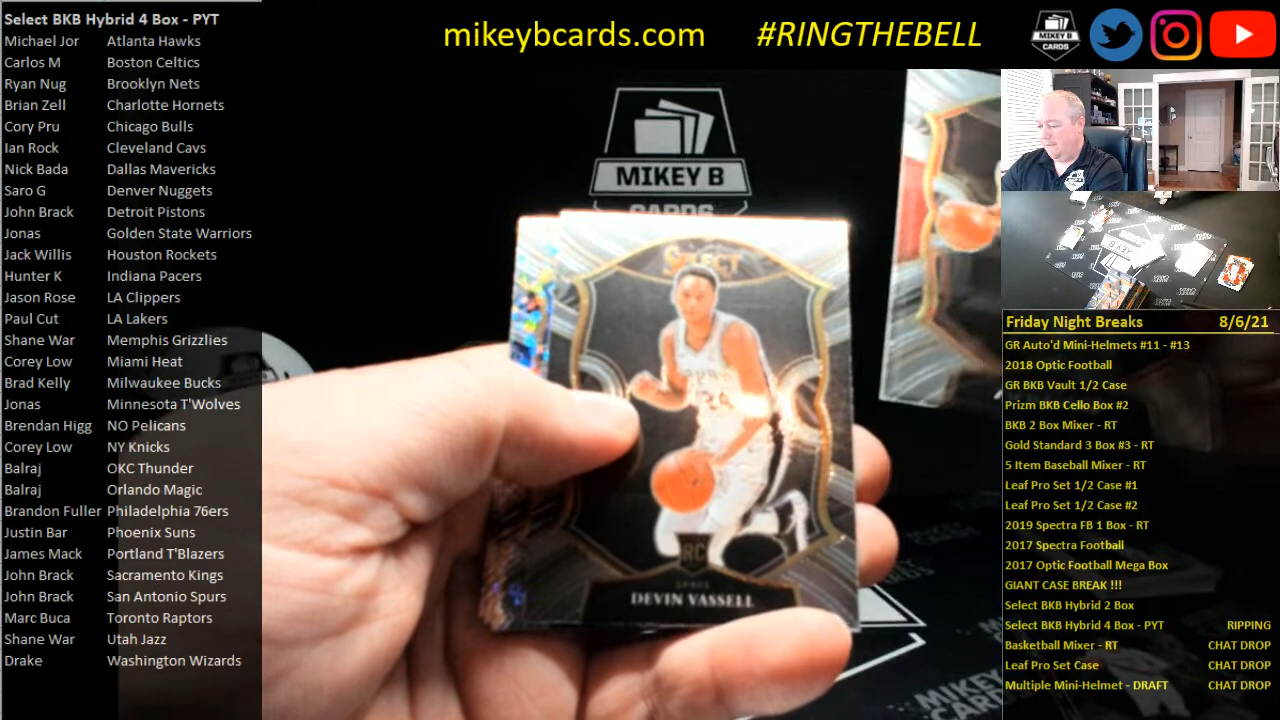 Select BKB Hybrid 4 Box - PYT
Michael Jor Atlanta Hawks
Carlos M Boston Celtics
Ryan Nug Brooklyn Nets
Brian Zell Charlotte Hornets
Cory Pru Chicago Bulls
Ian Rock Cleveland Cavs
Nick Bada Dallas Mavericks
Saro G Denver Nuggets
John Brack Detroit Pistons
Jonas Golden State Warriors
Jack Willis Houston Rockets
Hunter K Indiana Pacers
Jason Rose LA Clippers
Paul Cut LA Lakers
Shane War Memphis Grizzlies
Corey Low Miami Heat
Brad Kelly Milwaukee Bucks
Jonas Minnesota T'Wolves
Brendan Higg NO Pelicans
Corey Low NY Knicks
Balraj OKC Thunder
Balraj Orlando Magic
Brandon Fuller Philadelphia 76ers
Justin Bar Phoenix Suns
James Mack Portland T'Blazers
John Brack Sacramento Kings
John Brack San Antonio Spurs
Marc Buca Toronto Raptors
Shane War Utah Jazz
Drake Washington Wizards
mikeybcards.com #RINGTHEBELL
MIKEY B
CARDS
MIKEY B
CARDS
SELECT
SPURS
24
RC
SPURS
DEVIN VASSELL
MIKEY B
Friday Night Breaks 8/6/21
GR Auto'd Mini-Helmets #11 - #13
2018 Optic Football
GR BKB Vault 1/2 Case
Prizm BKB Cello Box #2
BKB 2 Box Mixer - RT
Gold Standard 3 Box #3 - RT
5 Item Baseball Mixer - RT
Leaf Pro Set 1/2 Case #1
Leaf Pro Set 1/2 Case #2
2019 Spectra FB 1 Box - RT
2017 Spectra Football
2017 Optic Football Mega Box
GIANT CASE BREAK !!!
Select BKB Hybrid 2 Box
Select BKB Hybrid 4 Box - PYT RIPPING
Basketball Mixer - RT CHAT DROP
Leaf Pro Set Case CHAT DROP
Multiple Mini-Helmet - DRAFT CHAT DROP